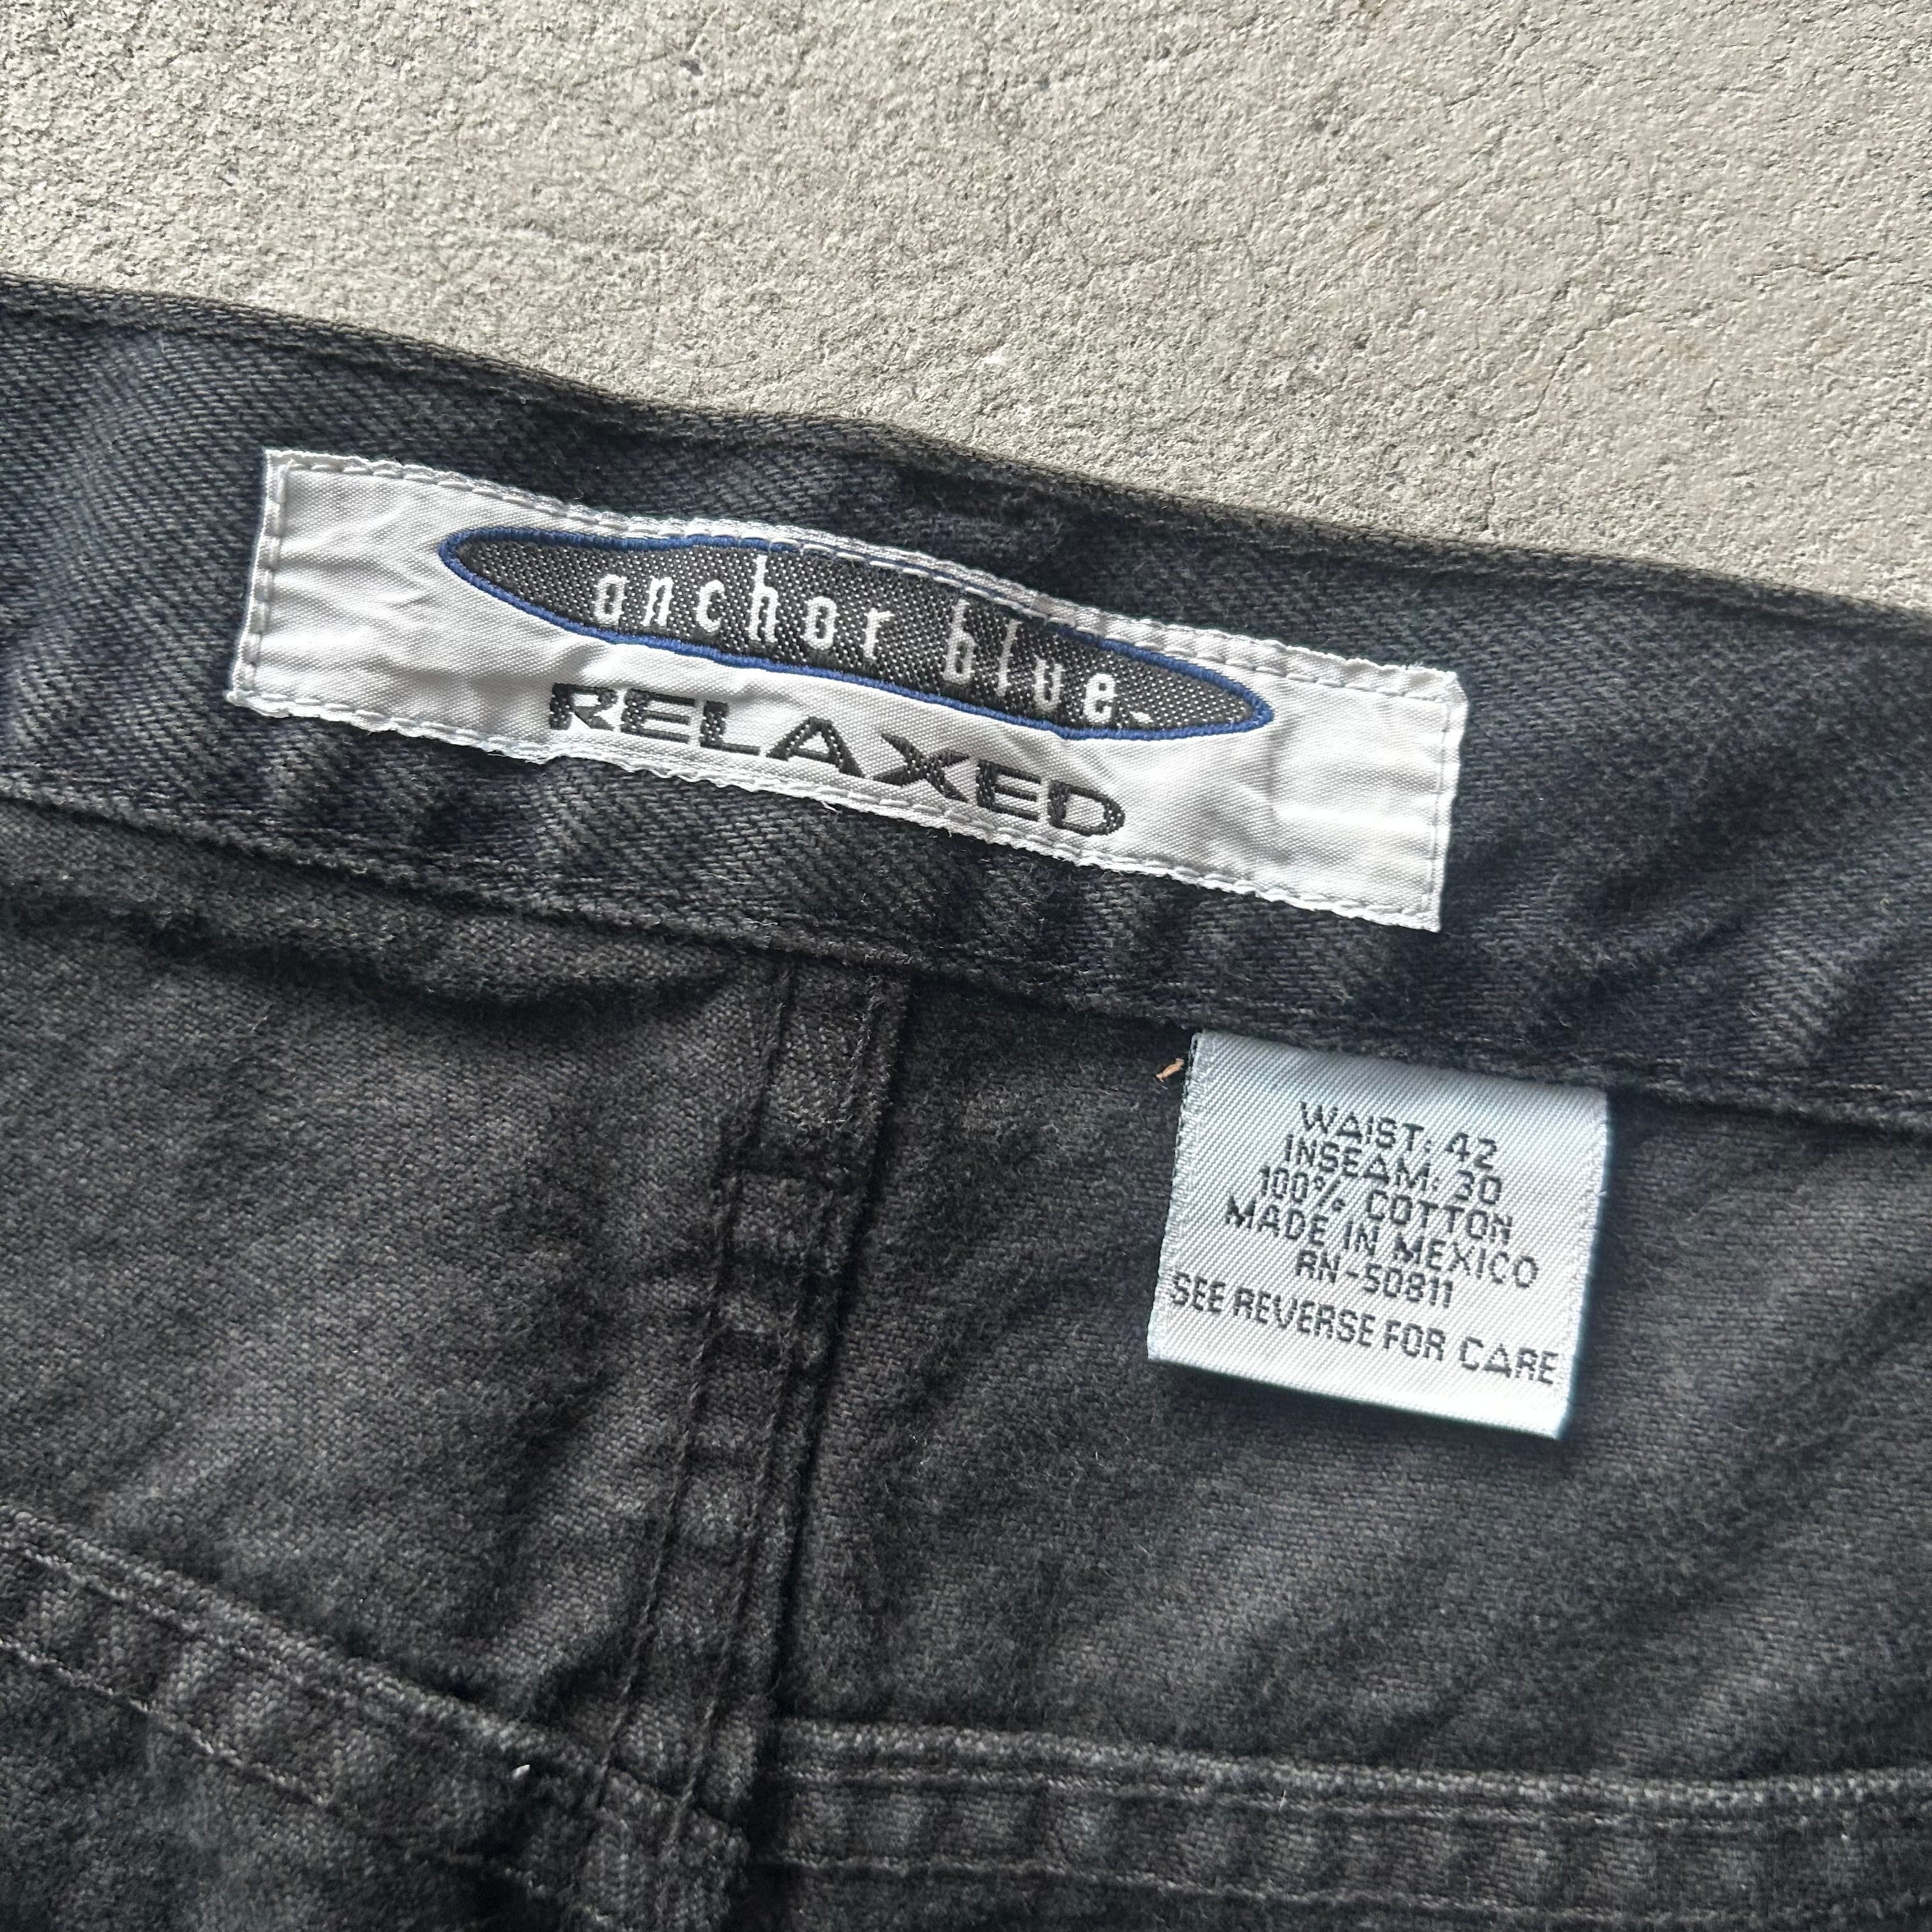 anchor blue
RELAXED
WAIST: 42
INSEAM: 30
100% COTTON
MADE IN MEXICO
RN-50811
SEE REVERSE FOR CARE